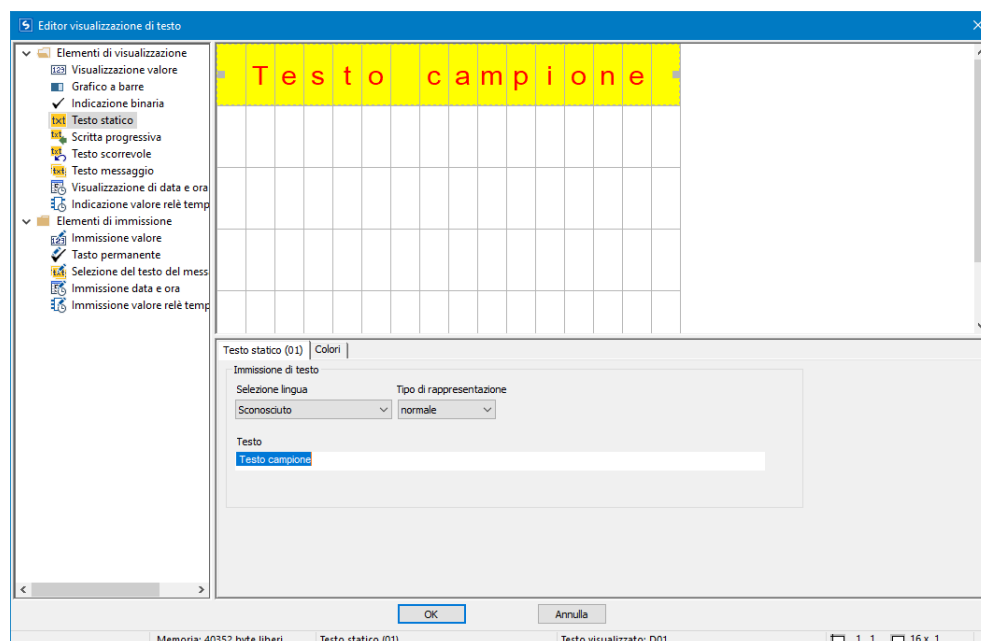 Editor visualizzazione di testo
Elementi di visualizzazione
Visualizzazione valore
Grafico a barre
Indicazione binaria
Testo statico
Scritta progressiva
Testo scorrevole
Testo messaggio
Visualizzazione di data e ora
Indicazione valore relè temp
Elementi di immissione
Immissione valore
Tasto permanente
Selezione del testo del mess
Immissione data e ora
Immissione valore relè temp
Testo campione
Testo statico (01) Colori
Immissione di testo
Selezione lingua Tipo di rappresentazione
Sconosciuto normale
Testo
Testo campione
OK Annulla
Memoria: 40352 byte liberi Testo statico (01) Testo visualizzato: D01 1, 1 16 x 1